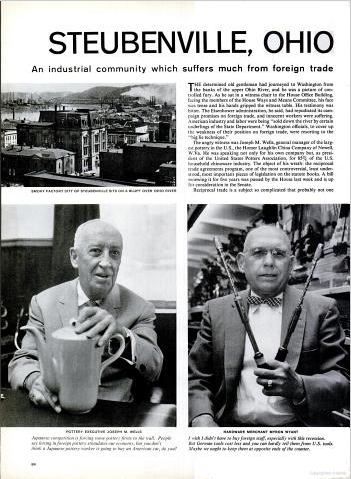 STEUBENVILLE, OHIO
An industrial community which suffers much from foreign trade
THE determined old gentleman had journeyed to Washington from
the banks of the upper Ohio River, and he was a picture of con-
trolled fury. As he sat in a witness chair in the House Office Building,
facing the members of the House Ways and Means Committee, his face
was tense and his hands gripped the witness table. His testimony was
bitter. The Eisenhower administration, he said, had repudiated its cam-
paign promises on foreign trade, and innocent workers were suffering.
American industry and labor were being "sold down the river by certain
underlings of the State Department." Washington officials, to cover up
the weakness of their position on foreign trade, were resorting to the
"big lie technique."
The angry witness was Joseph M. Wells, general manager of the larg-
est pottery in the U.S., the Homer Laughlin China Company of Newell,
W.Va. He was speaking not only for his own company but, as presi-
dent of the United States Potters Association, for 85% of the U.S.
household chinaware industry. The object of his wrath: the reciprocal
trade agreements program, one of the most controversial, least under-
stood, most important pieces of legislation on the statute books. A bill
renewing it for five years was passed by the House last week and is up
for consideration in the Senate.
Reciprocal trade is a subject so complicated that probably not one
SMOKY FACTORY CITY OF STEUBENVILLE SITS ON A BLUFF OVER OHIO RIVER
POTTERY EXECUTIVE JOSEPH M. WELLS
Japanese competition is forcing some pottery firms to the wall. People
say buying in foreign pottery stimulates our economy, but you don't
think a Japanese pottery worker is going to buy an American car, do you?
HARDWARE MERCHANT MYRON WYANT
I wish I didn't have to buy foreign stuff, especially with this recession.
But German tools cost less and you can hardly tell them from U.S. tools.
Maybe we ought to keep them at opposite ends of the counter.